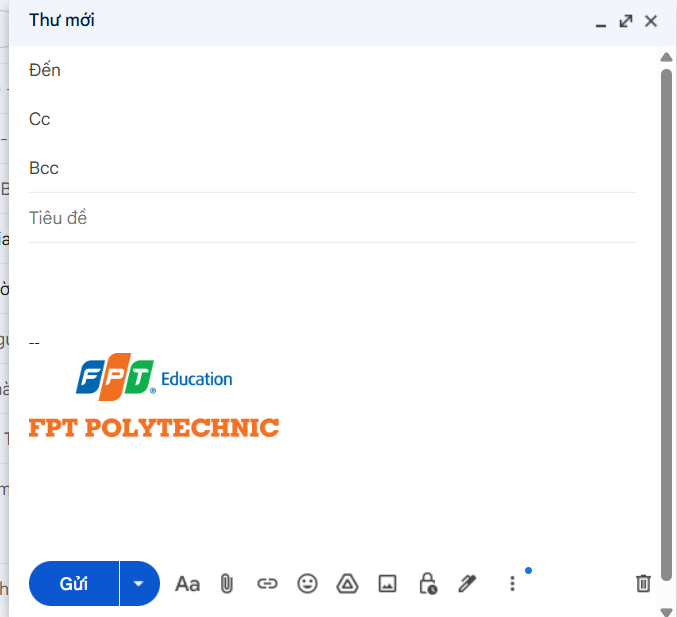 Thư mới
Đến
Cc
Bcc
Tiêu đề
--
FPT® Education
FPT POLYTECHNIC
Gửi
Aa